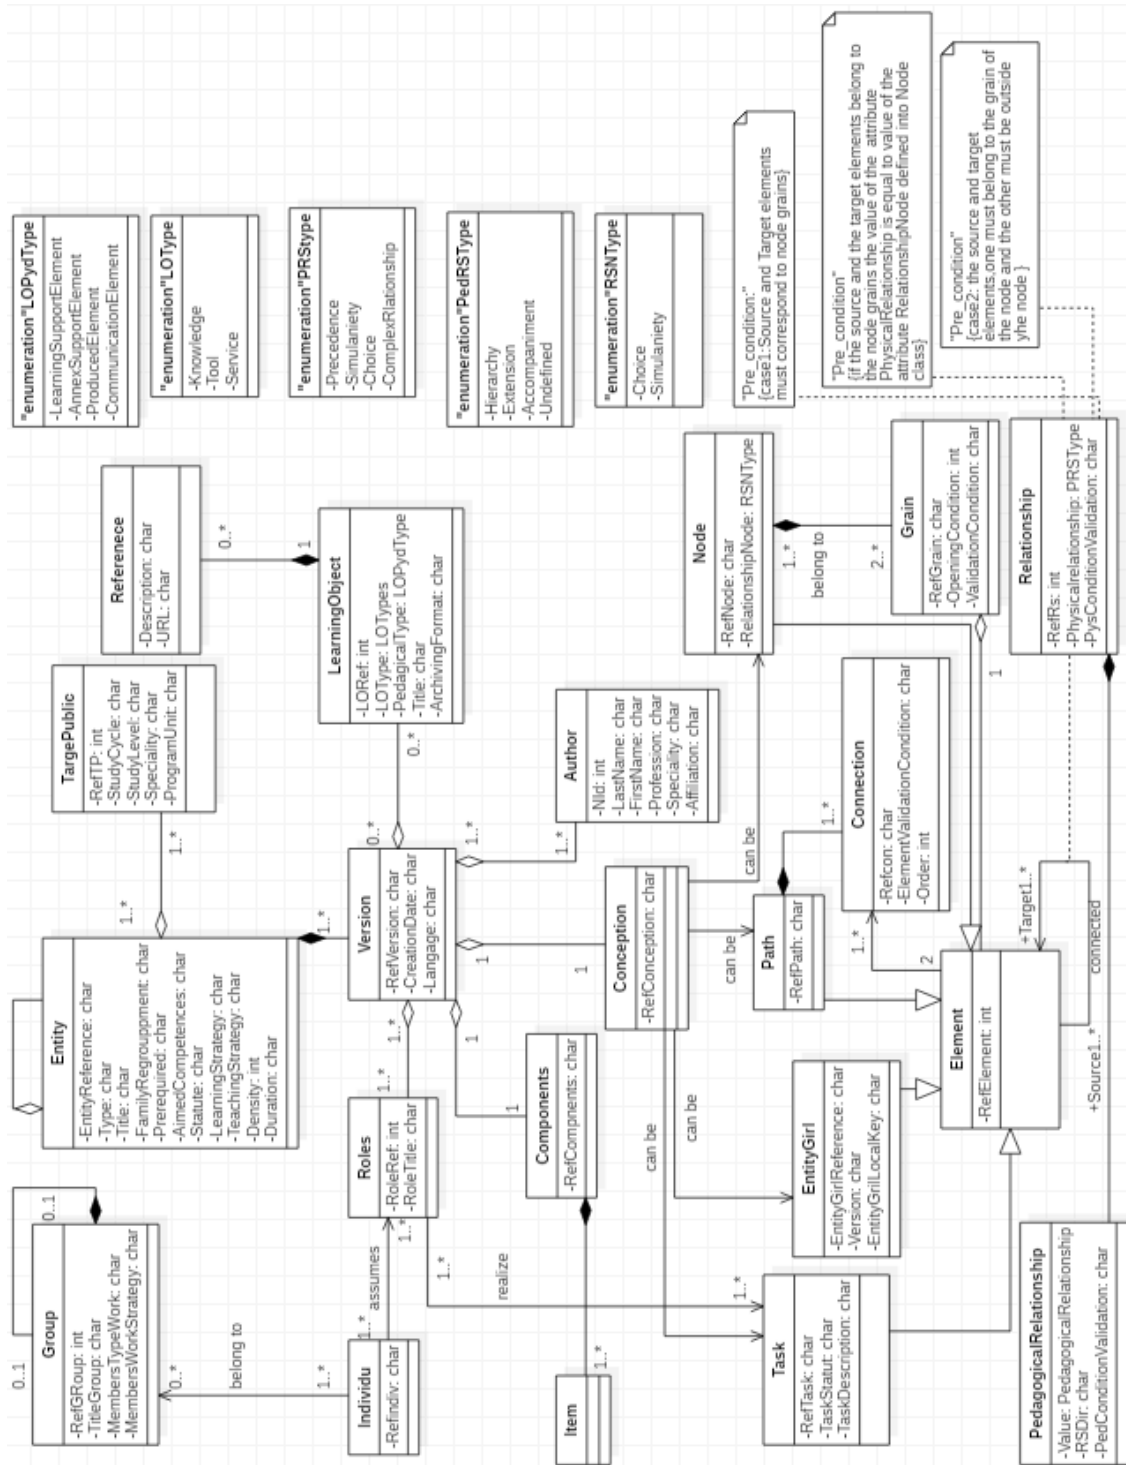 Group
-RefGRoup: int
-TitleGroup: char
-MembersTypeWork: char
-MembersWorkStrategy: char
0..1
0..1
0..*
belong to
1..*
Individu
-Refindiv: char
1..*
assumes
1..*
Roles
-RoleRef: int
-RoleTitle: char
1..*
1..*
realize
1..*
Entity
-EntityReference: char
-Type: char
-Title: char
-FamilyRegrouppment: char
-Prerequired: char
-AimedCompetences: char
-Statute: char
-LearningStrategy: char
-TeachingStrategy: char
-Density: int
-Duration: char
1..*
1..*
1..*
TargePublic
-RefTP: int
-StudyCycle: char
-StudyLevel: char
-Speciality: char
-ProgramUnit: char
Referenece
-Description: char
-URL: char
0..*
1
LearningObject
-LORef: int
-LOType: LOTypes
-PedagicalType: LOPydType
-Title: char
-ArchivingFormat: char
0..*
0..*
Version
-RefVersion: char
-CreationDate: char
-Langage: char
1..*
1..*
1
1
1
1
Author
-NId: int
-LastName: char
-FirstName: char
-Profession: char
-Speciality: char
-Affiliation: char
Components
-RefCompnents: char
Item
1..*
Conception
-RefConception: char
can be
can be
can be
can be
Task
-RefTask: char
-TaskStatut: char
-TaskDescription: char
EntityGirl
-EntityGirlReference: char
-Version: char
-EntityGrilLocalKey: char
Path
-RefPath: char
1..*
Connection
-Refcon: char
-ElementValidationCondition: char
-Order: int
1..*
2
Element
-RefElement: int
+Target1..*
connected
+Source1..*
1
Node
-RefNode: char
-RelationshipNode: RSNType
1..*
belong to
2..*
Grain
-RefGrain: char
-OpeningCondition: int
-ValidationCondition: char
Relationship
-RefRs: int
-Physicalrelationship: PRSType
-PysConditionValidation: char
PedagogicalRelationship
-Value: PedagogicalRelationship
-RSDir: char
-PedConditionValidation: char
"enumeration"LOPydType
-LearningSupportElement
-AnnexSupportElement
-ProducedElement
-CommunicationElement
"enumeration"LOType
-Knowledge
-Tool
-Service
"enumeration"PRStype
-Precedence
-Simulaniety
-Choice
-ComplexRlationship
"enumeration"PedRSType
-Hierarchy
-Extension
-Accompaniment
-Undefined
"enumeration"RSNType
-Choice
-Simulaniety
"Pre_condition:"
{case1:Source and Target elements
must correspond to node grains}
"Pre_condition"
{if the source and the target elements belong to
the node grains the value of the attribute
PhysicalRelationship is equal to value of the
attribute RelationshipNode defined into Node
class}
"Pre_condition"
{case2: the source and target
elements,one must belong to the grain of
the node and the other must be outside
yhe node }